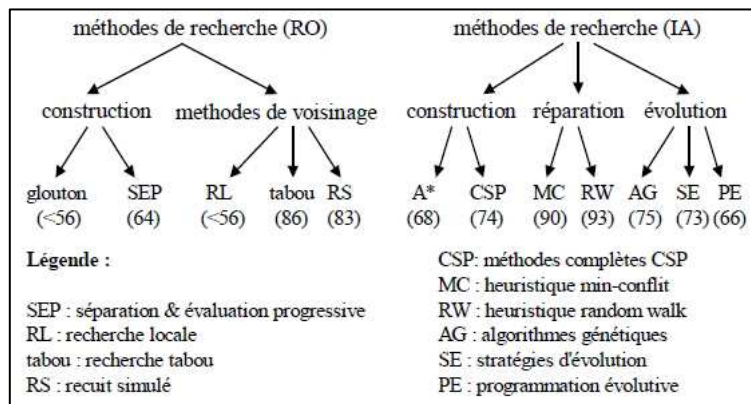 méthodes de recherche (RO) méthodes de recherche (IA)
construction methodes de voisinage construction réparation évolution
glouton SEP RL tabou RS A* CSP MC RW AG SE PE
(<56) (64) (<56) (86) (83) (68) (74) (90) (93) (75) (73) (66)
Légende :
SEP : séparation & évaluation progressive
RL : recherche locale
tabou : recherche tabou
RS : recuit simulé
CSP: méthodes complètes CSP
MC : heuristique min-conflit
RW : heuristique random walk
AG : algorithmes génétiques
SE : stratégies d'évolution
PE : programmation évolutive